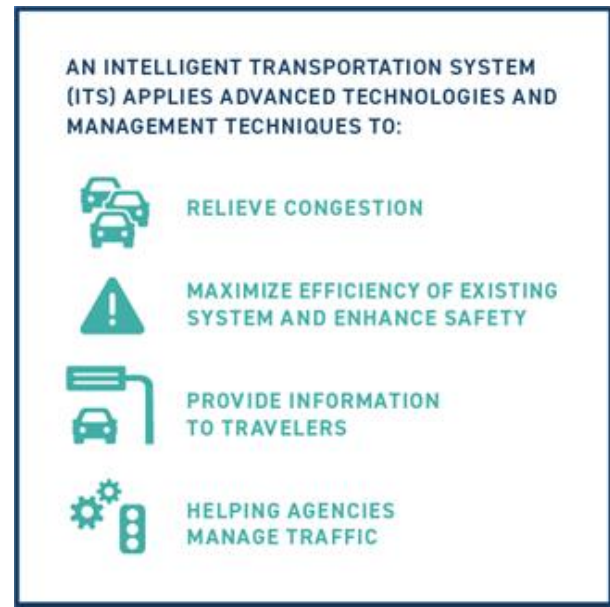 AN INTELLIGENT TRANSPORTATION SYSTEM
(ITS) APPLIES ADVANCED TECHNOLOGIES AND
MANAGEMENT TECHNIQUES TO:
RELIEVE CONGESTION
MAXIMIZE EFFICIENCY OF EXISTING
SYSTEM AND ENHANCE SAFETY
PROVIDE INFORMATION
TO TRAVELERS
HELPING AGENCIES
MANAGE TRAFFIC